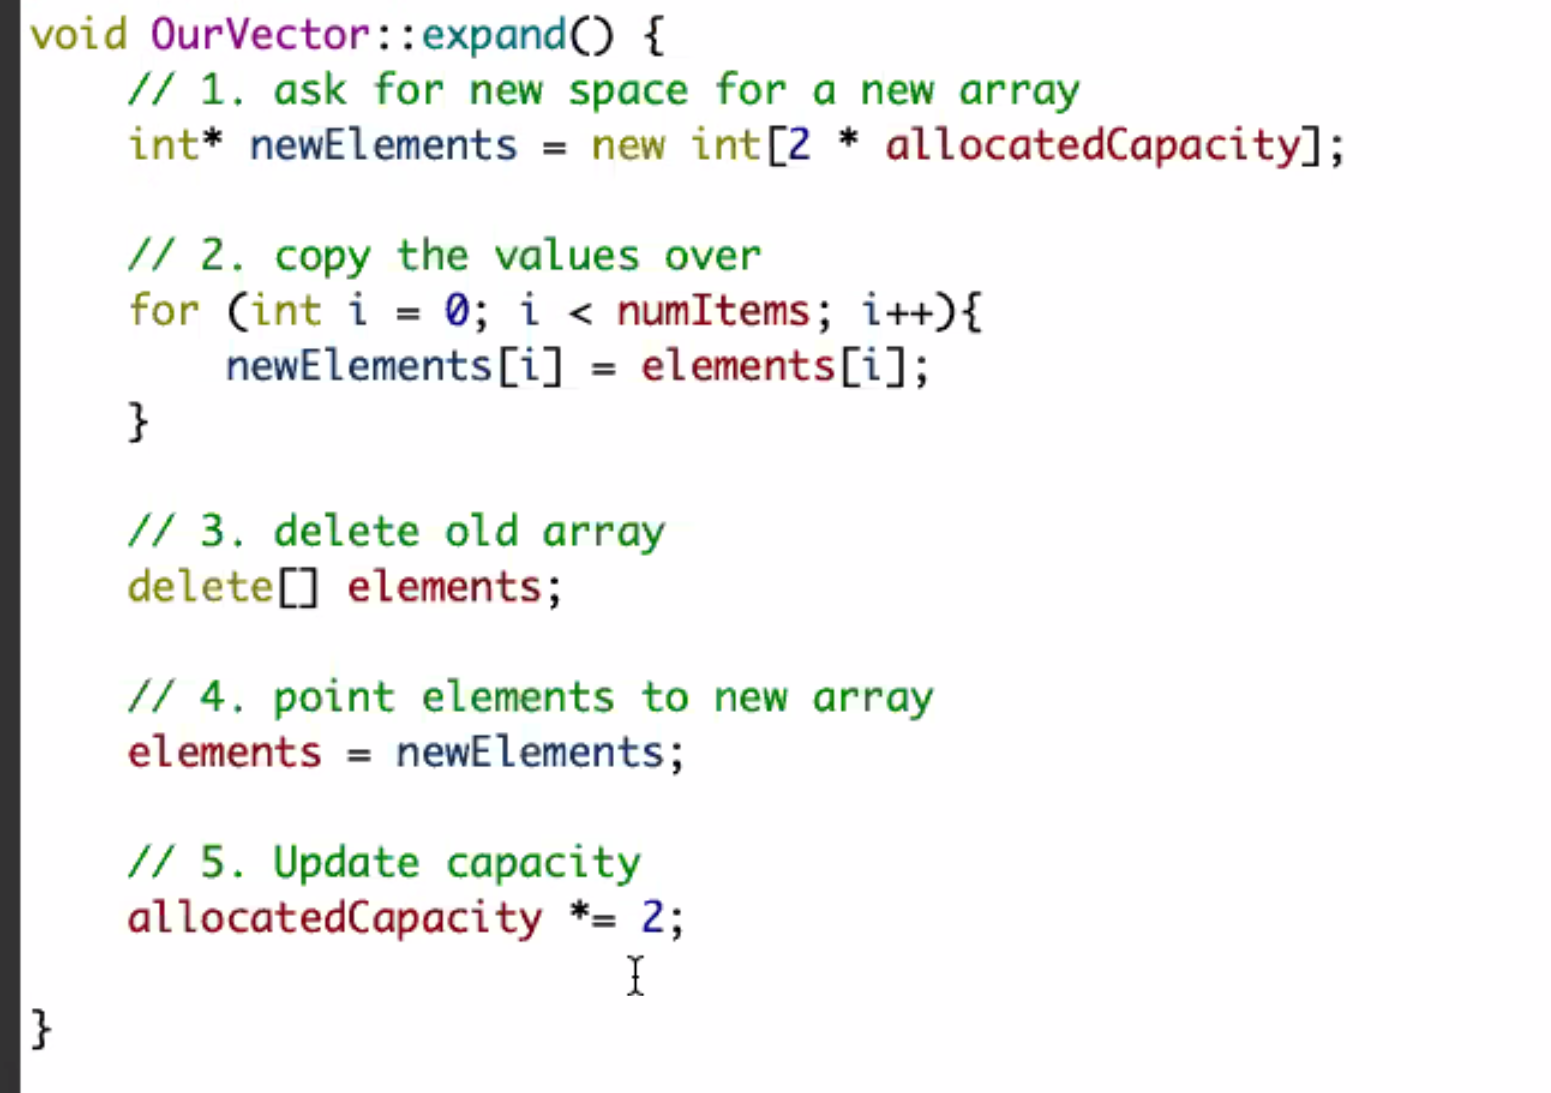 void OurVector::expand() {
// 1. ask for new space for a new array
int* newElements = new int[2 * allocatedCapacity];
// 2. copy the values over
for (int i = 0; i < numItems; i++){
newElements[i] = elements[i];
}
// 3. delete old array
delete[] elements;
// 4. point elements to new array
elements = newElements;
// 5. Update capacity
allocatedCapacity *= 2;
}